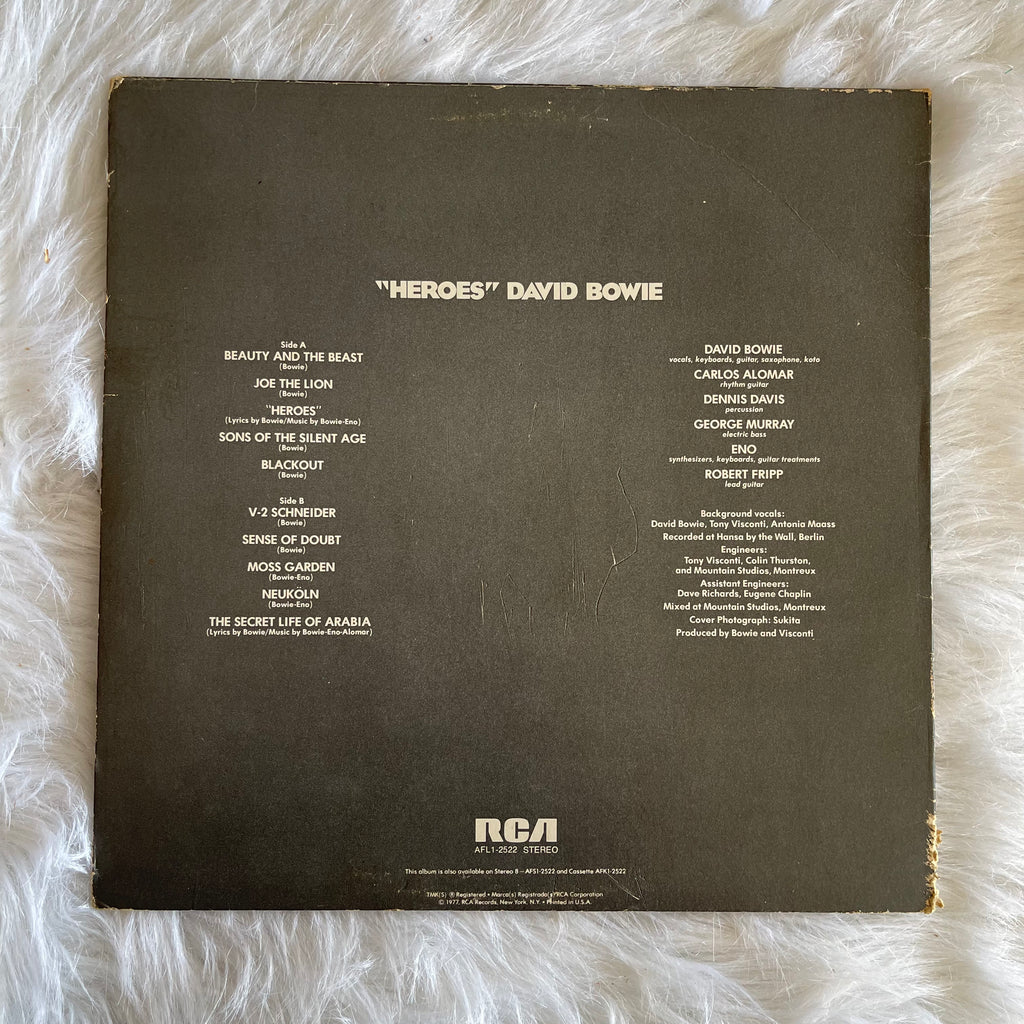 "HEROES" DAVID BOWIE
Side A
BEAUTY AND THE BEAST
(Bowie)
JOE THE LION
(Bowie)
"HEROES"
(Lyrics by Bowie/Music by Bowie-Eno)
SONS OF THE SILENT AGE
(Bowie)
BLACKOUT
(Bowie)
Side B
V-2 SCHNEIDER
(Bowie)
SENSE OF DOUBT
(Bowie)
MOSS GARDEN
(Bowie-Eno)
NEUKÖLN
(Bowie-Eno)
THE SECRET LIFE OF ARABIA
(Lyrics by Bowie/Music by Bowie-Eno-Alomar)
DAVID BOWIE
vocals, keyboards, guitar, saxophone, koto
CARLOS ALOMAR
rhythm guitar
DENNIS DAVIS
percussion
GEORGE MURRAY
electric bass
ENO
synthesizers, keyboards, guitar treatments
ROBERT FRIPP
lead guitar
Background vocals:
David Bowie, Tony Visconti, Antonia Maass
Recorded at Hansa by the Wall, Berlin
Engineers:
Tony Visconti, Colin Thurston,
and Mountain Studios, Montreux
Assistant Engineers:
Dave Richards, Eugene Chaplin
Mixed at Mountain Studios, Montreux
Cover Photograph: Sukita
Produced by Bowie and Visconti
RCA
AFL1-2522 STEREO
This album is also available on Stereo 8—AFS1-2522 and Cassette AFK1-2522
TMK(S) ® Registered • Marca(s) Registrada(s) RCA Corporation
© 1977, RCA Records, New York, N.Y. • Printed in U.S.A.